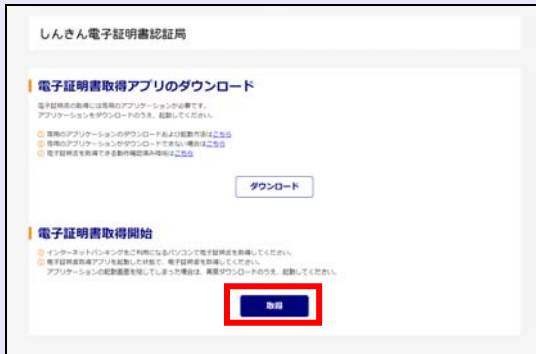 しんきん電子証明書認証局
電子証明書取得アプリのダウンロード
電子証明書の取得には専用のアプリケーションが必要です。
アプリケーションをダウンロードのうえ、起動してください。
専用のアプリケーションのダウンロードおよび起動方法はこちら
専用のアプリケーションがダウンロードできない場合はこちら
電子証明書を取得できる動作確認済み環境はこちら
ダウンロード
電子証明書取得開始
インターネットバンキングをご利用になるパソコンで電子証明書を取得してください。
電子証明書取得アプリを起動した状態で、電子証明書を取得してください。
アプリケーションの起動画面を閉じてしまった場合は、再度ダウンロードのうえ、起動してください。
取得